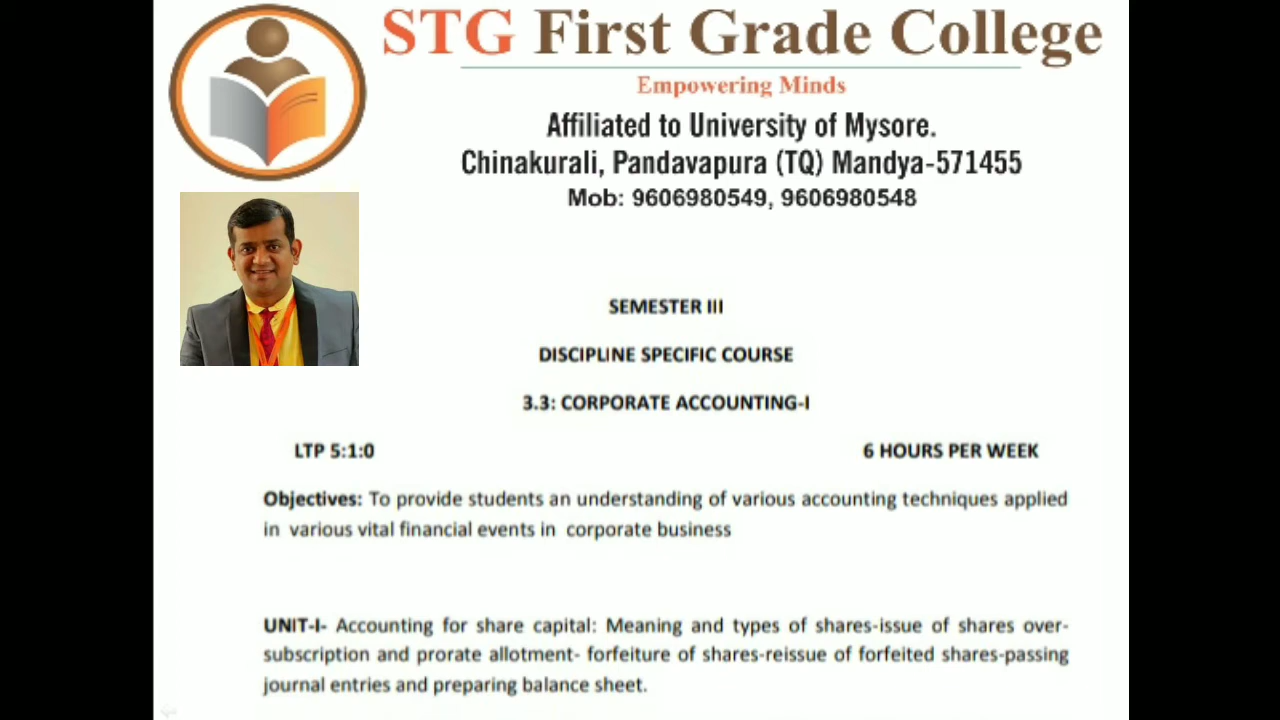 STG First Grade College
Empowering Minds
Affiliated to University of Mysore.
Chinakurali, Pandavapura (TQ) Mandya-571455
Mob: 9606980549, 9606980548
SEMESTER III
DISCIPLINE SPECIFIC COURSE
3.3: CORPORATE ACCOUNTING-I
LTP 5:1:0 6 HOURS PER WEEK
Objectives: To provide students an understanding of various accounting techniques applied
in various vital financial events in corporate business
UNIT-I- Accounting for share capital: Meaning and types of shares-issue of shares over-
subscription and prorate allotment- forfeiture of shares-reissue of forfeited shares-passing
journal entries and preparing balance sheet.